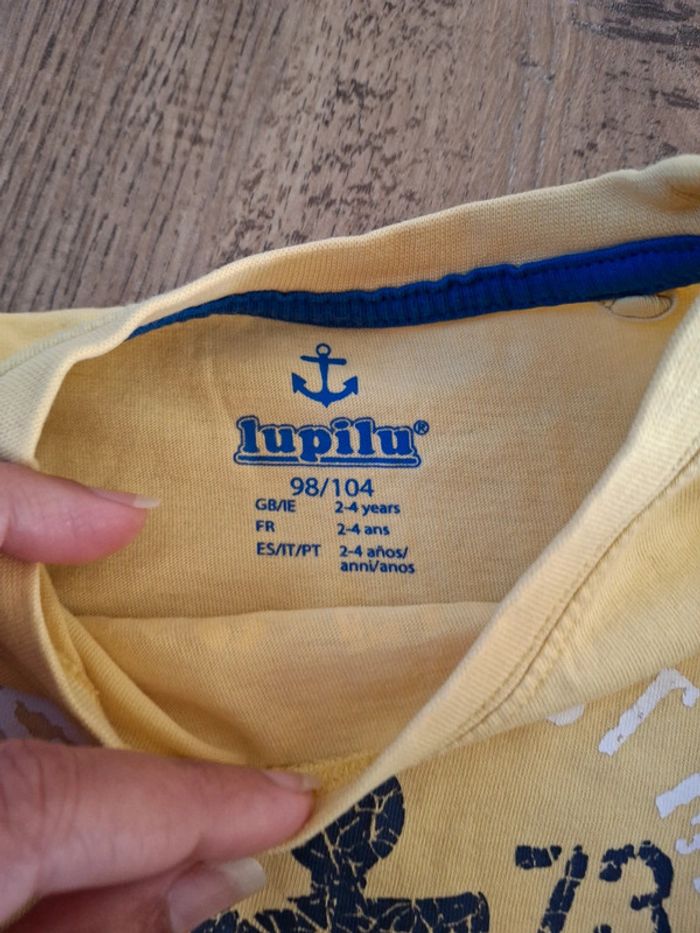 lupilu®
98/104
GB/IE 2-4 years
FR 2-4 ans
ES/IT/PT 2-4 años/
anni/anos
73